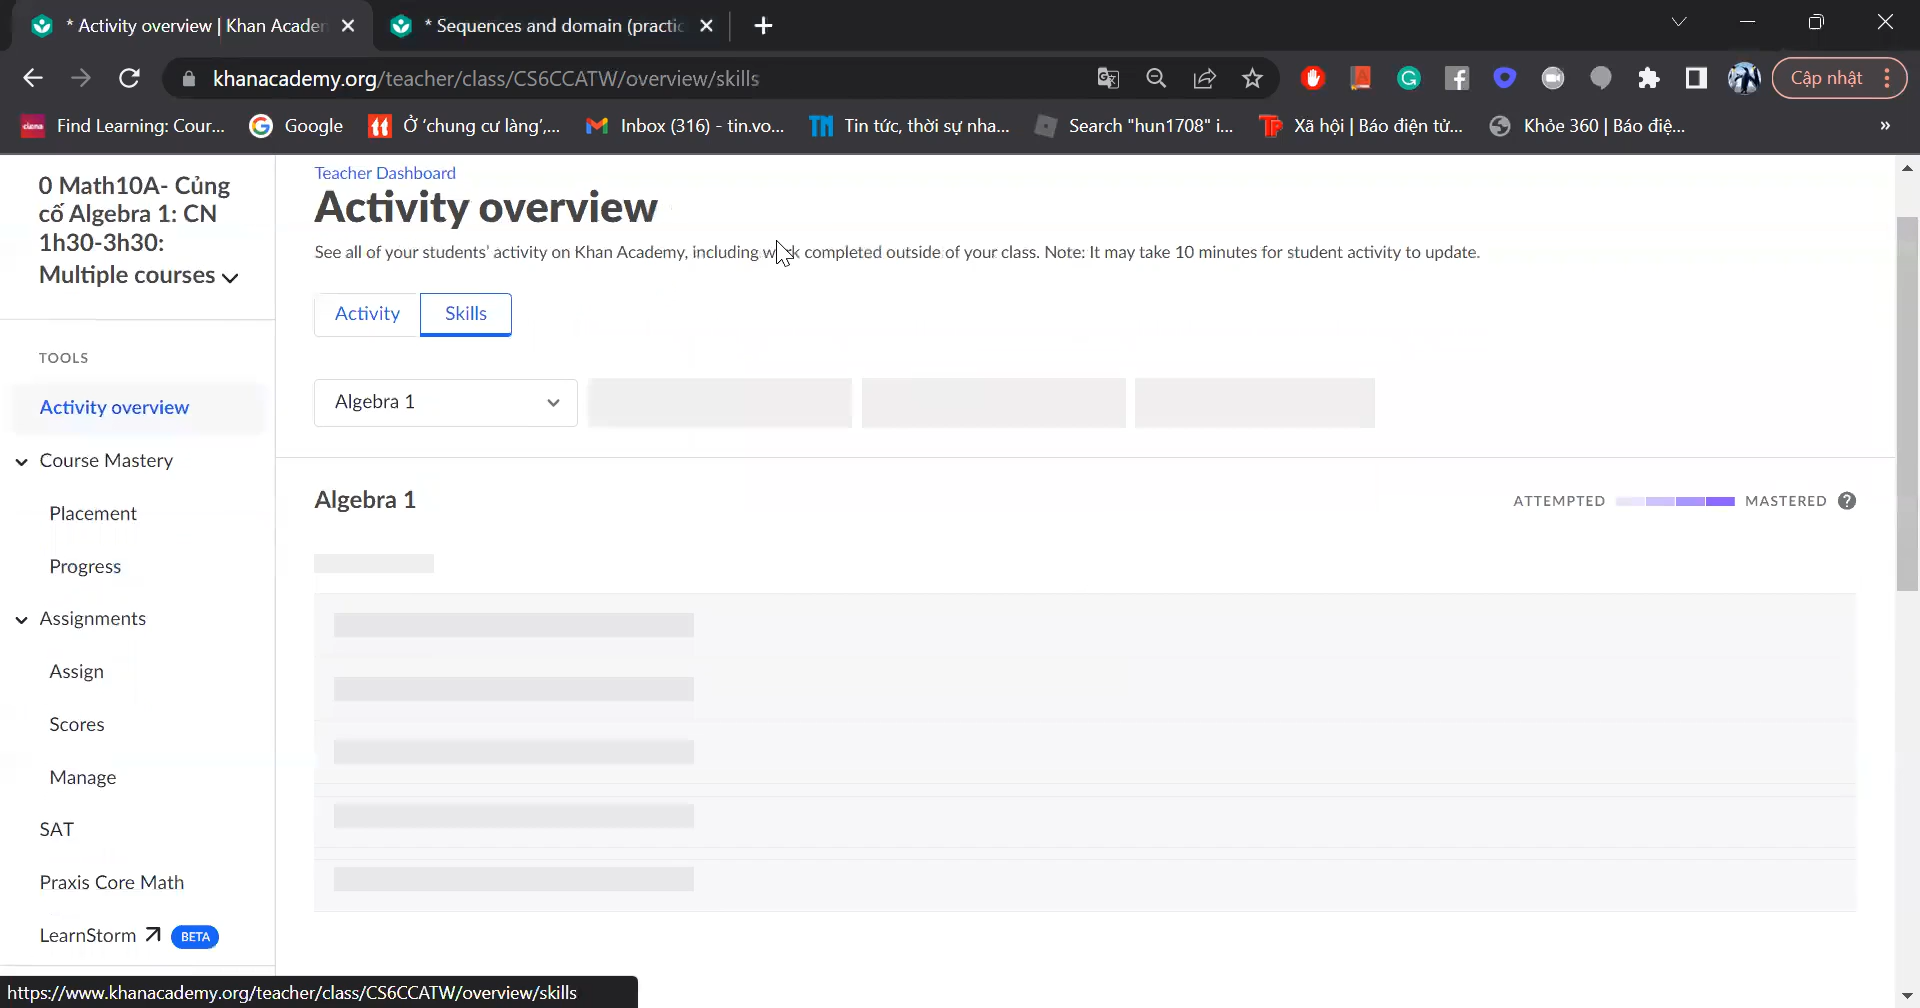 * Activity overview | Khan Academ
* Sequences and domain (practic
khanacademy.org/teacher/class/CS6CCATW/overview/skills
Cập nhật
Find Learning: Cour...
Google
Ở 'chung cư làng',...
Inbox (316) - tin.vo...
Tin tức, thời sự nha...
Search "hun1708" i...
Xã hội | Báo điện tử...
Khỏe 360 | Báo điệ...
»
0 Math10A- Củng
cố Algebra 1: CN
1h30-3h30:
Multiple courses
TOOLS
Activity overview
Course Mastery
Placement
Progress
Assignments
Assign
Scores
Manage
SAT
Praxis Core Math
LearnStorm
BETA
Teacher Dashboard
Activity overview
See all of your students' activity on Khan Academy, including work completed outside of your class. Note: It may take 10 minutes for student activity to update.
Activity
Skills
Algebra 1
Algebra 1
ATTEMPTED
MASTERED
?
https://www.khanacademy.org/teacher/class/CS6CCATW/overview/skills